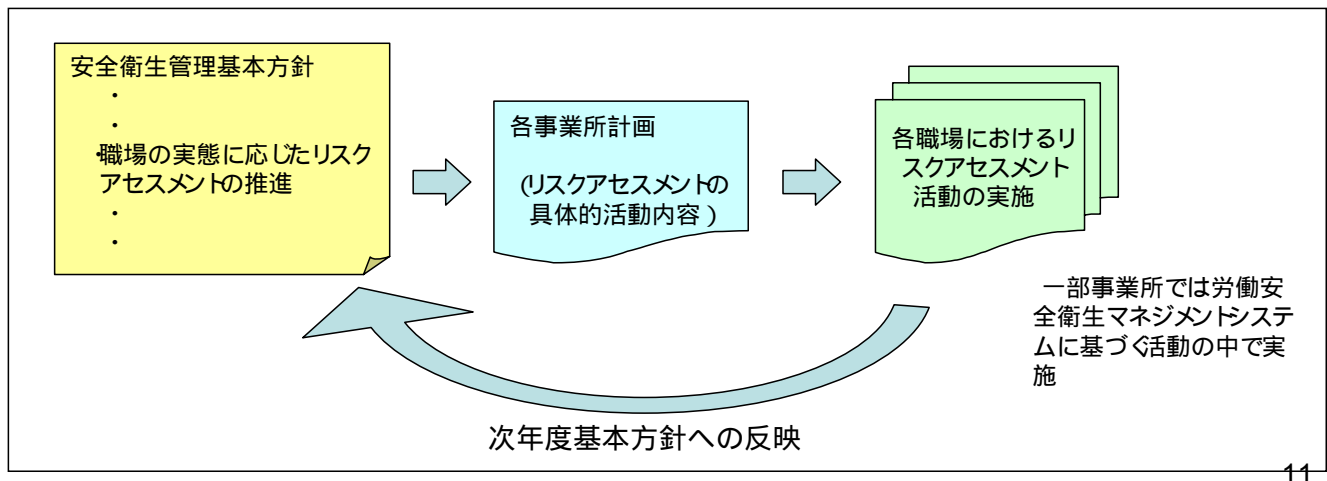 安全衛生管理基本方針
・
・
・職場の実態に応じたリスク
アセスメントの推進
・
・
各事業所計画
(リスクアセスメントの
具体的活動内容)
各職場におけるリ
スクアセスメント
活動の実施
一部事業所では労働安
全衛生マネジメントシステ
ムに基づく活動の中で実
施
次年度基本方針への反映
11